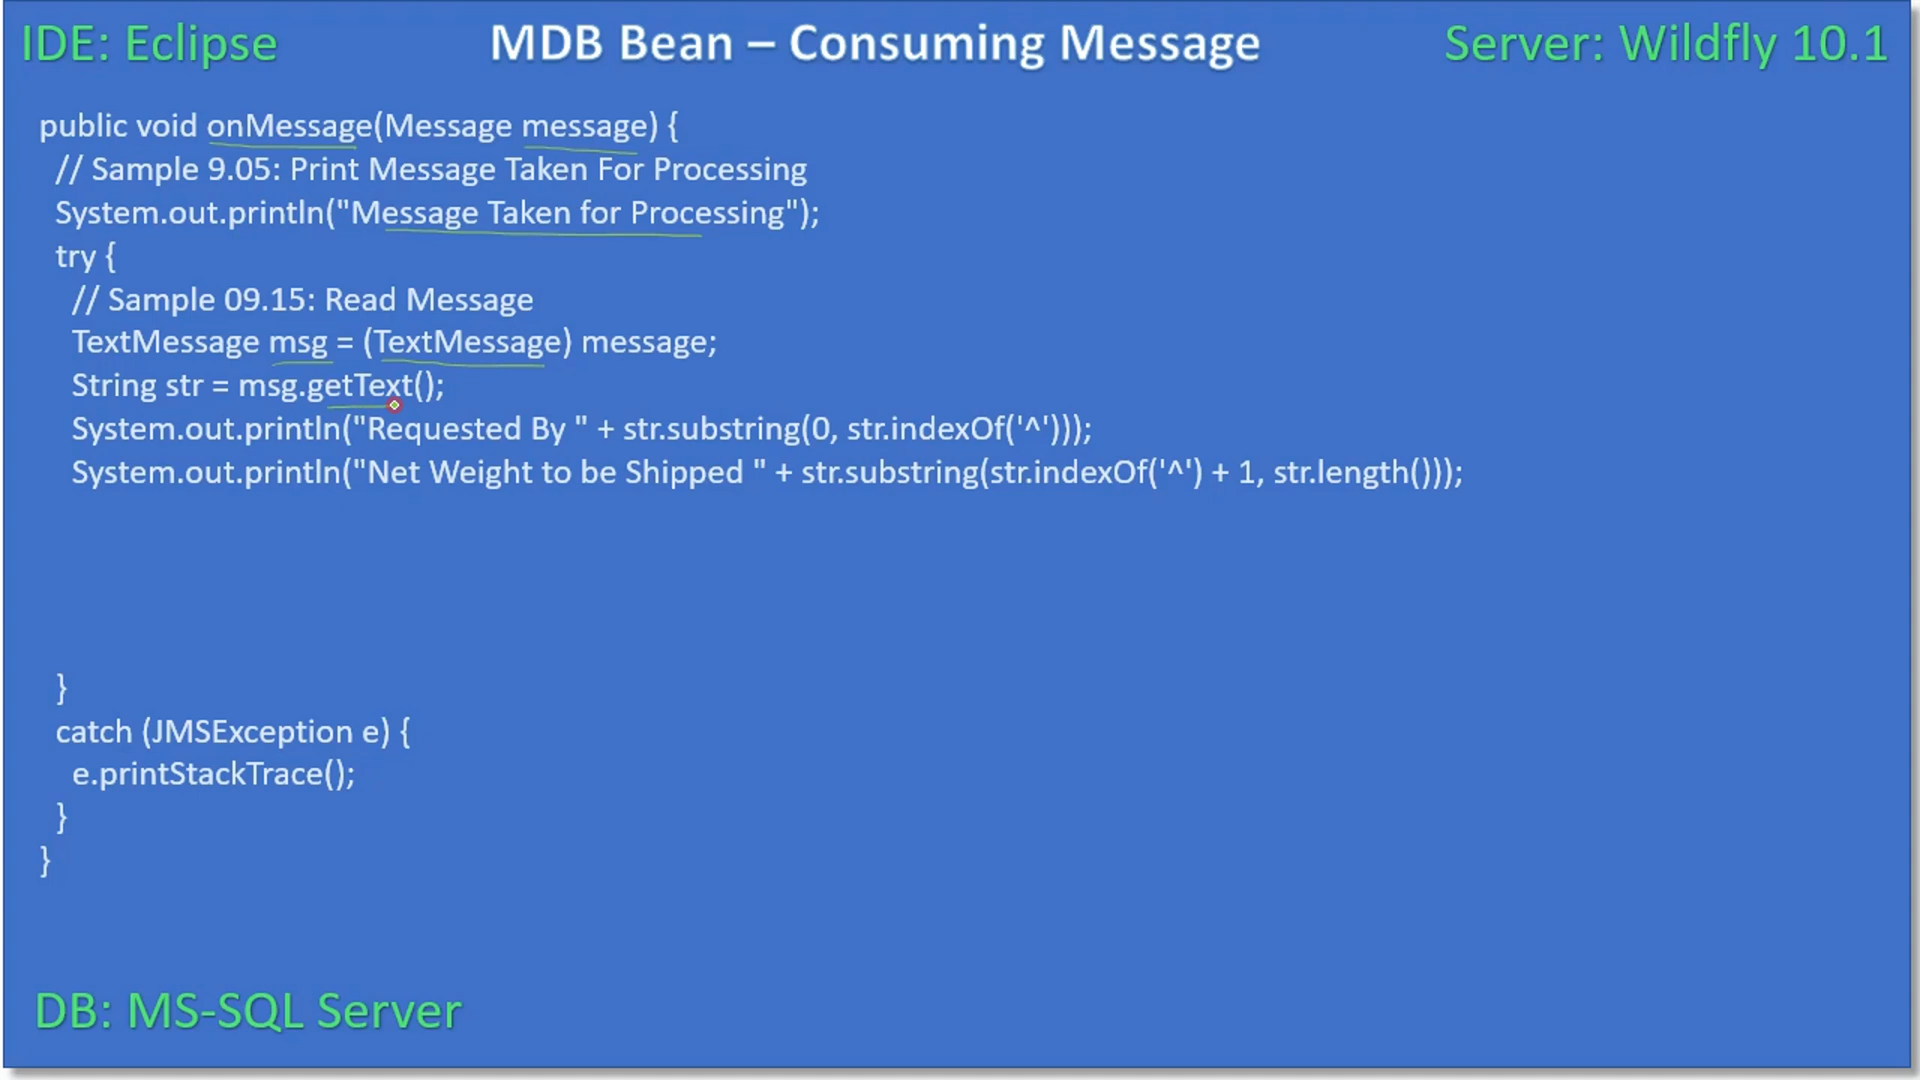 IDE: Eclipse
MDB Bean – Consuming Message
Server: Wildfly 10.1
public void onMessage(Message message) {
// Sample 9.05: Print Message Taken For Processing
System.out.println("Message Taken for Processing");
try {
// Sample 09.15: Read Message
TextMessage msg = (TextMessage) message;
String str = msg.getText();
System.out.println("Requested By " + str.substring(0, str.indexOf('^')));
System.out.println("Net Weight to be Shipped " + str.substring(str.indexOf('^') + 1, str.length()));
}
catch (JMSException e) {
e.printStackTrace();
}
}
DB: MS-SQL Server